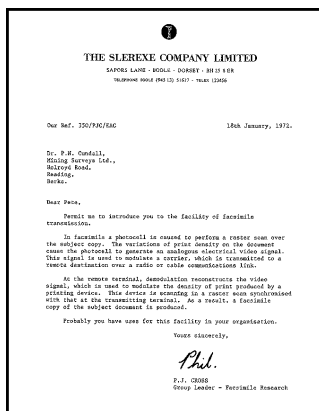 THE SLEREXE COMPANY LIMITED
SAPORS LANE · BOOLE · DORSET · BH 25 8 ER
TELEPHONE BOOLE (945 13) 51617 · TELEX 123456
Our Ref. 350/PJC/EAC 18th January, 1972.
Dr. P.N. Cundall,
Mining Surveys Ltd.,
Holroyd Road,
Reading,
Berks.
Dear Pete,
Permit me to introduce you to the facility of facsimile
transmission.
In facsimile a photocell is caused to perform a raster scan over
the subject copy. The variations of print density on the document
cause the photocell to generate an analogous electrical video signal.
This signal is used to modulate a carrier, which is transmitted to a
remote destination over a radio or cable communications link.
At the remote terminal, demodulation reconstructs the video
signal, which is used to modulate the density of print produced by a
printing device. This device is scanning in a raster scan synchronised
with that at the transmitting terminal. As a result, a facsimile
copy of the subject document is produced.
Probably you have uses for this facility in your organisation.
Yours sincerely,
Phil.
P.J. CROSS
Group Leader - Facsimile Research